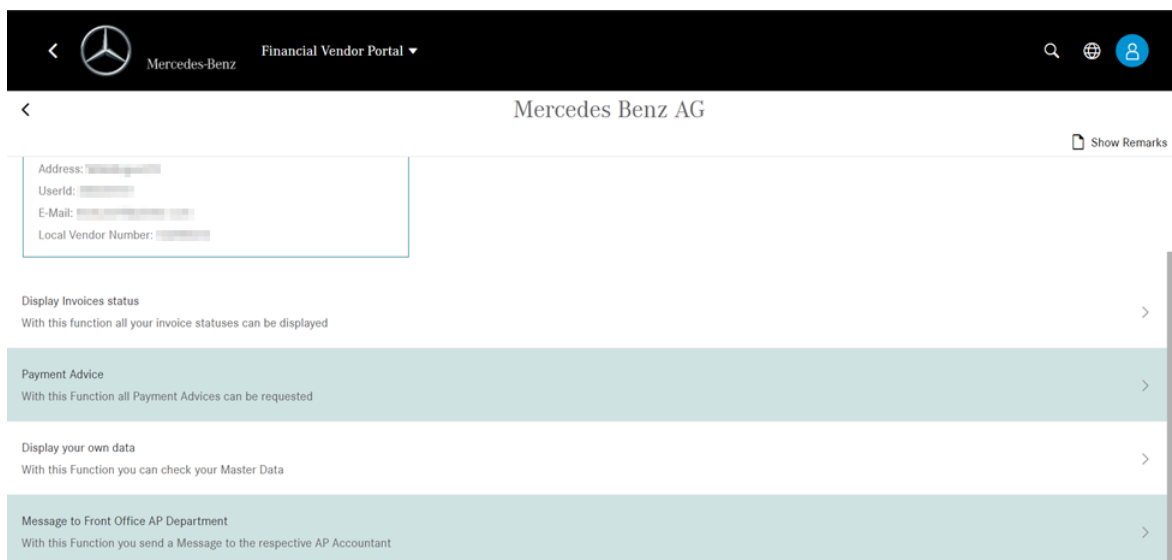 Mercedes-Benz
Financial Vendor Portal
Mercedes Benz AG
Show Remarks
Address:
UserId:
E-Mail:
Local Vendor Number:
Display Invoices status
With this function all your invoice statuses can be displayed
Payment Advice
With this Function all Payment Advices can be requested
Display your own data
With this Function you can check your Master Data
Message to Front Office AP Department
With this Function you send a Message to the respective AP Accountant